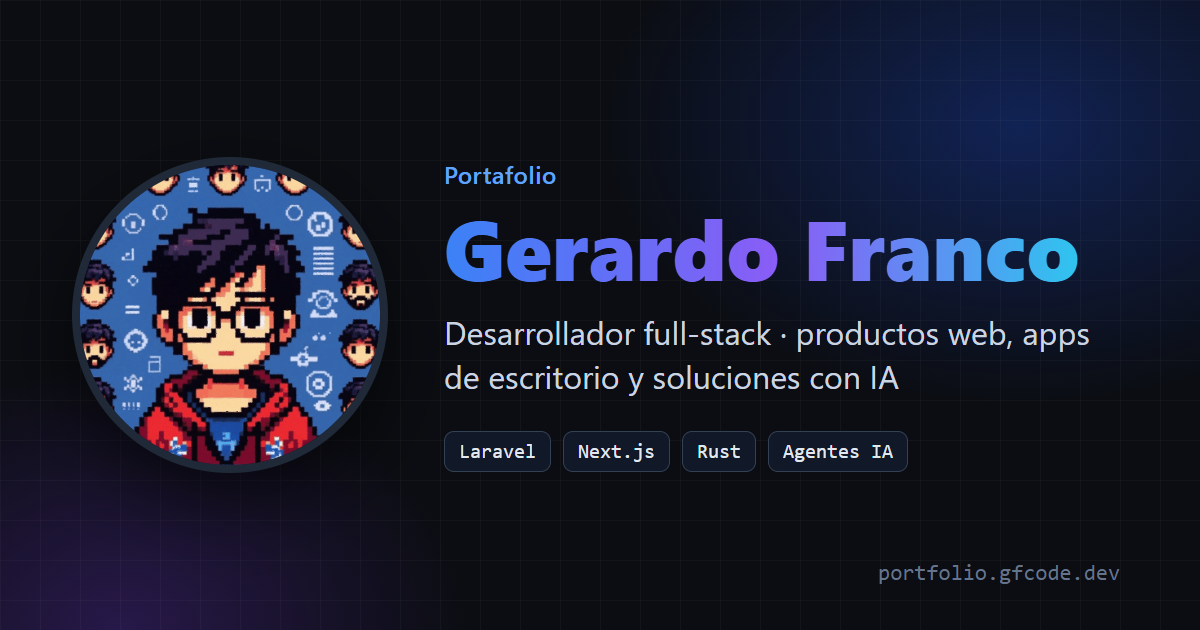 Portafolio
Gerardo Franco
Desarrollador full-stack · productos web, apps
de escritorio y soluciones con IA
Laravel Next.js Rust Agentes IA
portfolio.gfcode.dev